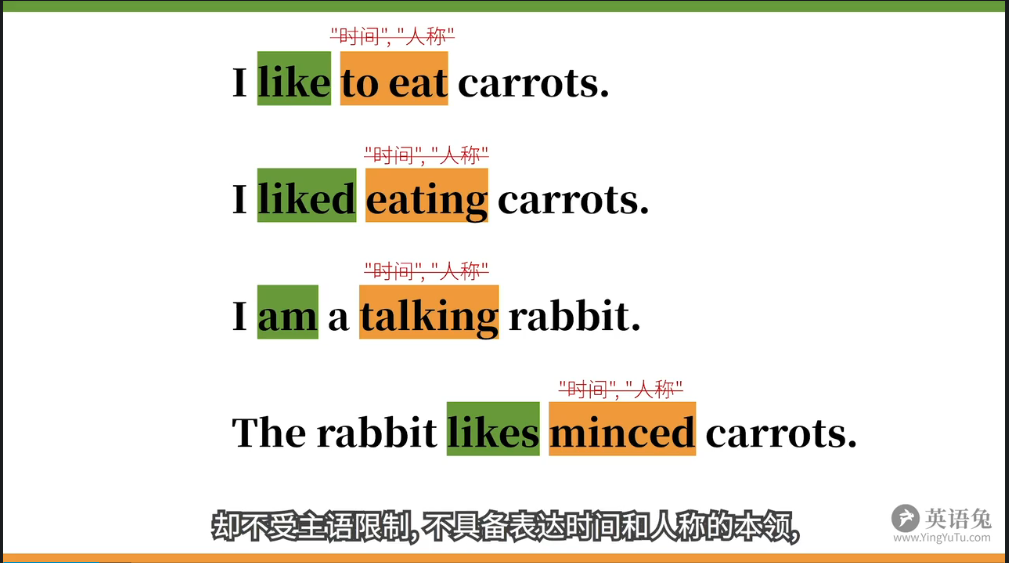 "时间", "人称"
I like to eat carrots.
"时间", "人称"
I liked eating carrots.
"时间", "人称"
I am a talking rabbit.
"时间", "人称"
The rabbit likes minced carrots.
却不受主语限制, 不具备表达时间和人称的本领,
英语兔
www.YingYuTu.com